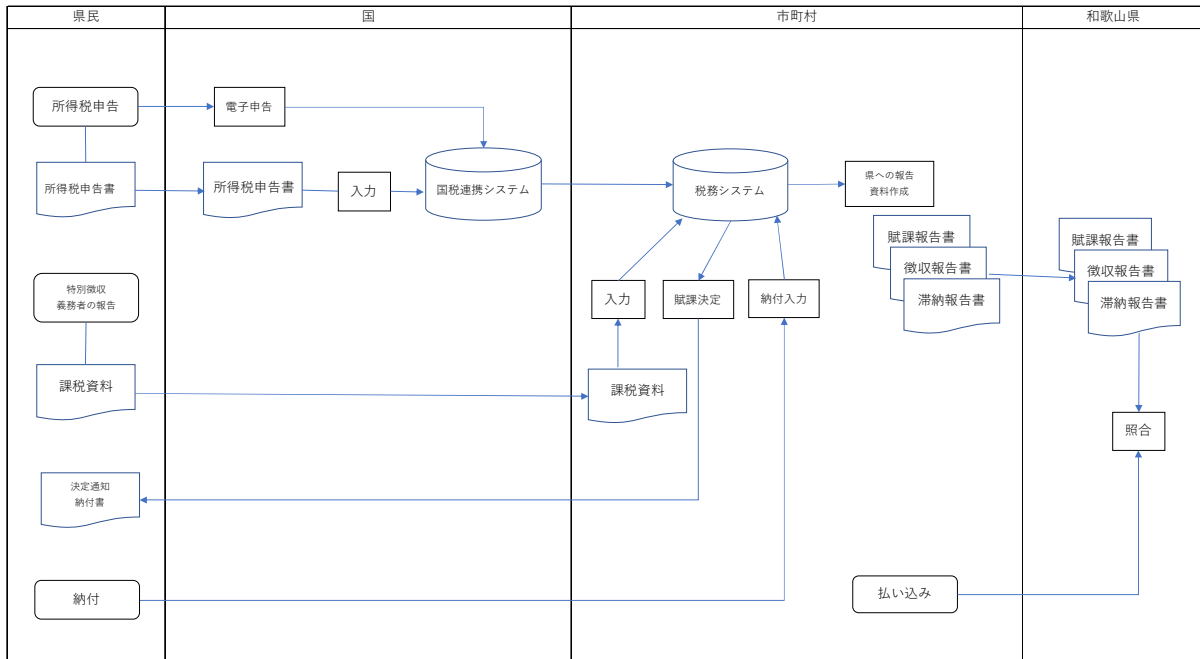 県民
国
市町村
和歌山県
所得税申告
電子申告
所得税申告書
所得税申告書
入力
国税連携システム
税務システム
県への報告
資料作成
賦課報告書
徴収報告書
滞納報告書
賦課報告書
徴収報告書
滞納報告書
特別徴収
義務者の報告
入力
賦課決定
納付入力
課税資料
課税資料
照合
決定通知
納付書
納付
払い込み